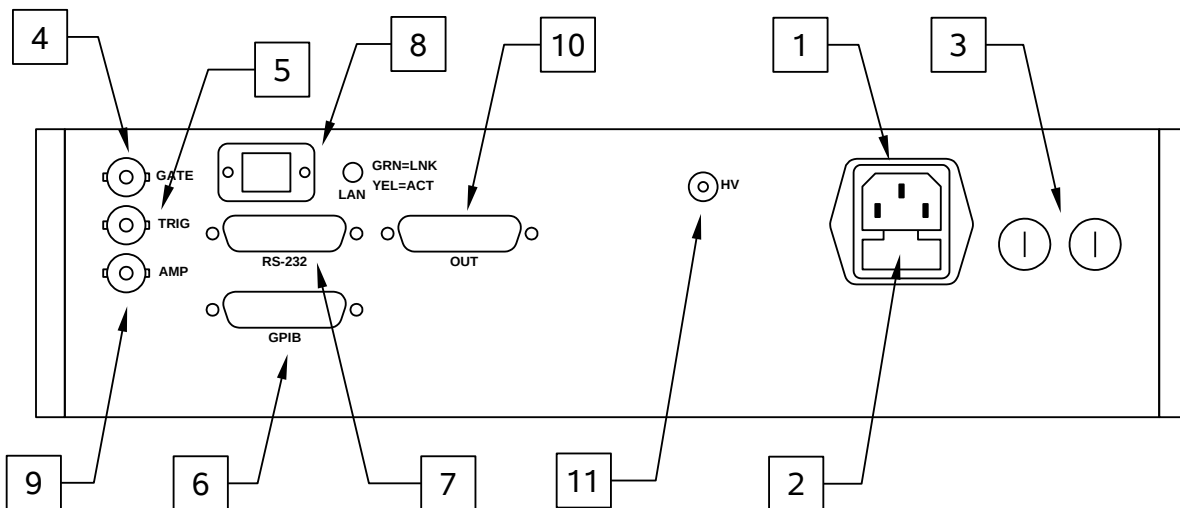 4
5
8
10
1
3
GATE
TRIG
AMP
GRN=LNK
YEL=ACT
LAN
RS-232
OUT
GPIB
HV
9
6
7
11
2